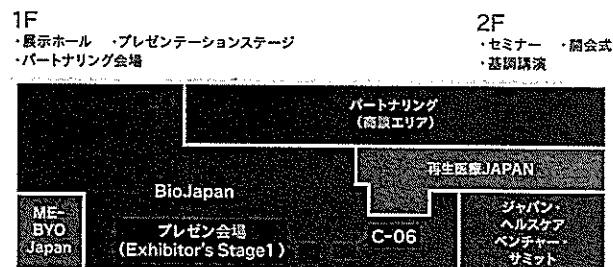 1F
・展示ホール ・プレゼンテーションステージ
・パートナリング会場
2F
・セミナー ・開会式
・基調講演
パートナリング
(商談エリア)
再生医療JAPAN
BioJapan
ME-
BYO
Japan
プレゼン会場
(Exhibitor's Stage1)
C-06
ジャパン・
ヘルスケア
ベンチャー・
サミット